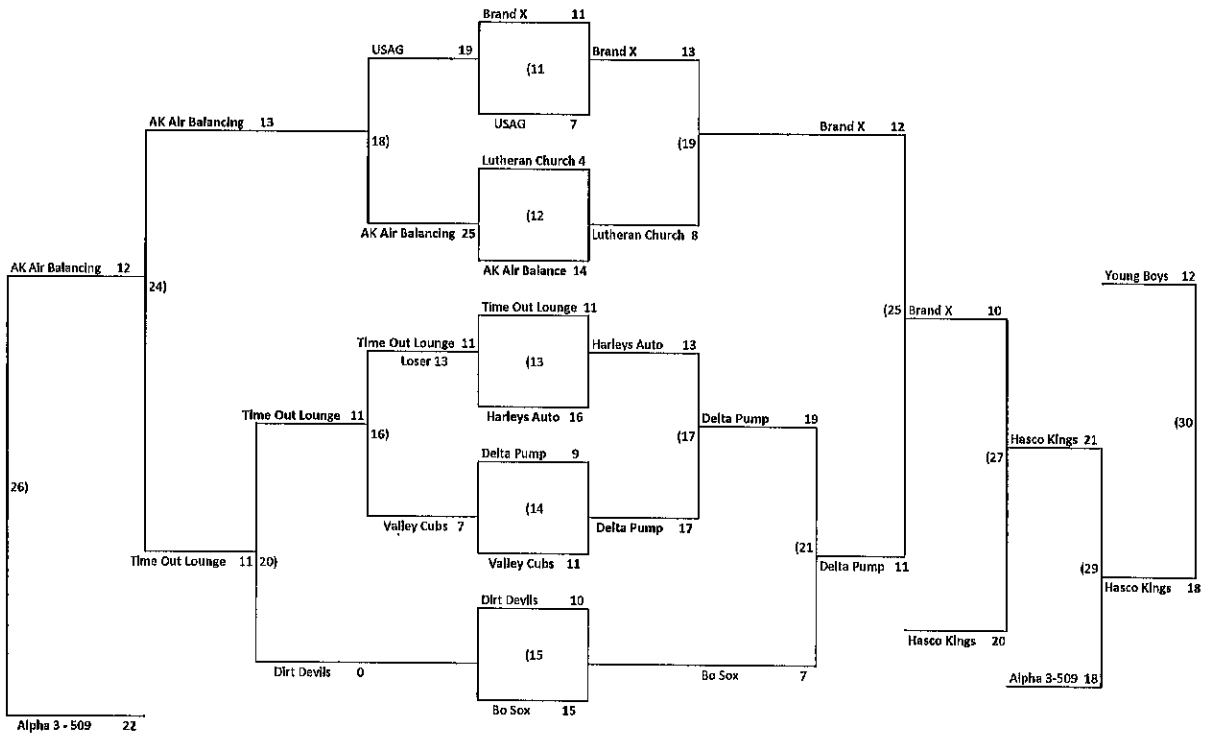 Brand X 11
USAG 19
Brand X 13
(11
AK Air Balancing 13
USAG 7
Brand X 12
18)
(19
Lutheran Church 4
(12
AK Air Balancing 25
Lutheran Church 8
AK Air Balancing 12
AK Air Balance 14
Young Boys 12
24)
Time Out Lounge 11
(25
Brand X 10
Time Out Lounge 11
Harleys Auto 13
Loser 13
(13
Time Out Lounge 11
Harleys Auto 16
Delta Pump 19
(30
16)
(17
Hasco Kings 21
Delta Pump 9
(27
26)
(14
Valley Cubs 7
Delta Pump 17
(21
Time Out Lounge 11
20)
Valley Cubs 11
Delta Pump 11
(29
Hasco Kings 18
Dirt Devils 10
Hasco Kings 20
(15
Dirt Devils 0
Bo Sox 7
Alpha 3-509 18
Bo Sox 15
Alpha 3 - 509 22